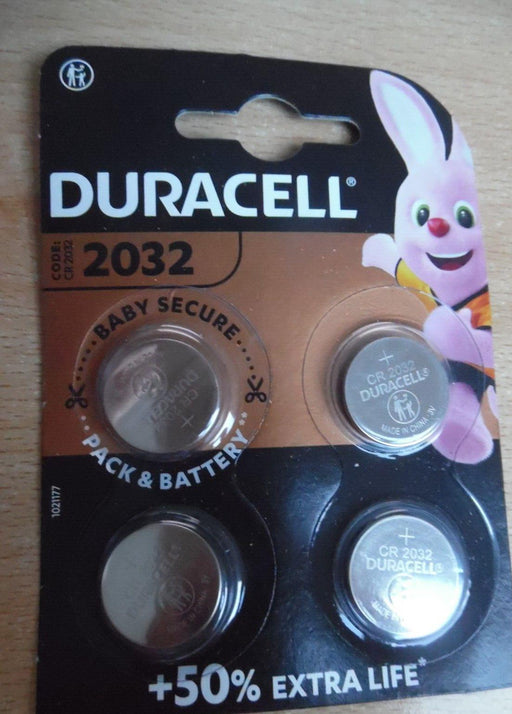 DURACELL®
CODE:
CR2032
2032
BABY SECURE
PACK & BATTERY**
+
CR 2032
DURACELL®
MADE IN CHINA 3V
+
CR 2032
DURACELL®
1021177
+50% EXTRA LIFE*